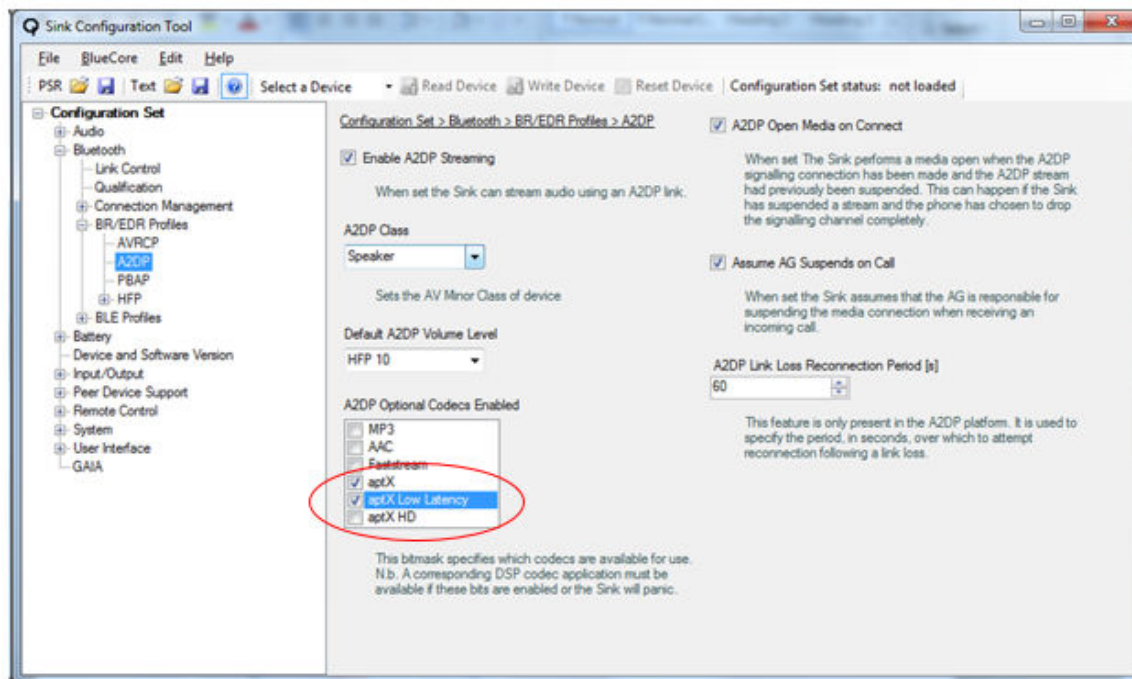 Sink Configuration Tool
File BlueCore Edit Help
PSR Text Select a Device Read Device Write Device Reset Device Configuration Set status: not loaded
Configuration Set
Audio
Bluetooth
Link Control
Qualification
Connection Management
BR/EDR Profiles
AVRCP
A2DP
PBAP
HFP
BLE Profiles
Battery
Device and Software Version
Input/Output
Peer Device Support
Remote Control
System
User Interface
GAIA
Configuration Set > Bluetooth > BR/EDR Profiles > A2DP
Enable A2DP Streaming
When set the Sink can stream audio using an A2DP link.
A2DP Class
Speaker
Sets the AV Minor Class of device
Default A2DP Volume Level
HFP 10
A2DP Optional Codecs Enabled
MP3
AAC
Faststream
aptX
aptX Low Latency
aptX HD
This bitmask specifies which codecs are available for use.
N.b. A corresponding DSP codec application must be
available if these bits are enabled or the Sink will panic.
A2DP Open Media on Connect
When set The Sink perfoms a media open when the A2DP
signalling connection has been made and the A2DP stream
had previously been suspended. This can happen if the Sink
has suspended a stream and the phone has chosen to drop
the signalling channel completely.
Assume AG Suspends on Call
When set the Sink assumes that the AG is responsible for
suspending the media connection when receiving an
incoming call.
A2DP Link Loss Reconnection Period [s]
60
This feature is only present in the A2DP platform. It is used to
specify the period, in seconds, over which to attempt
reconnection following a link loss.